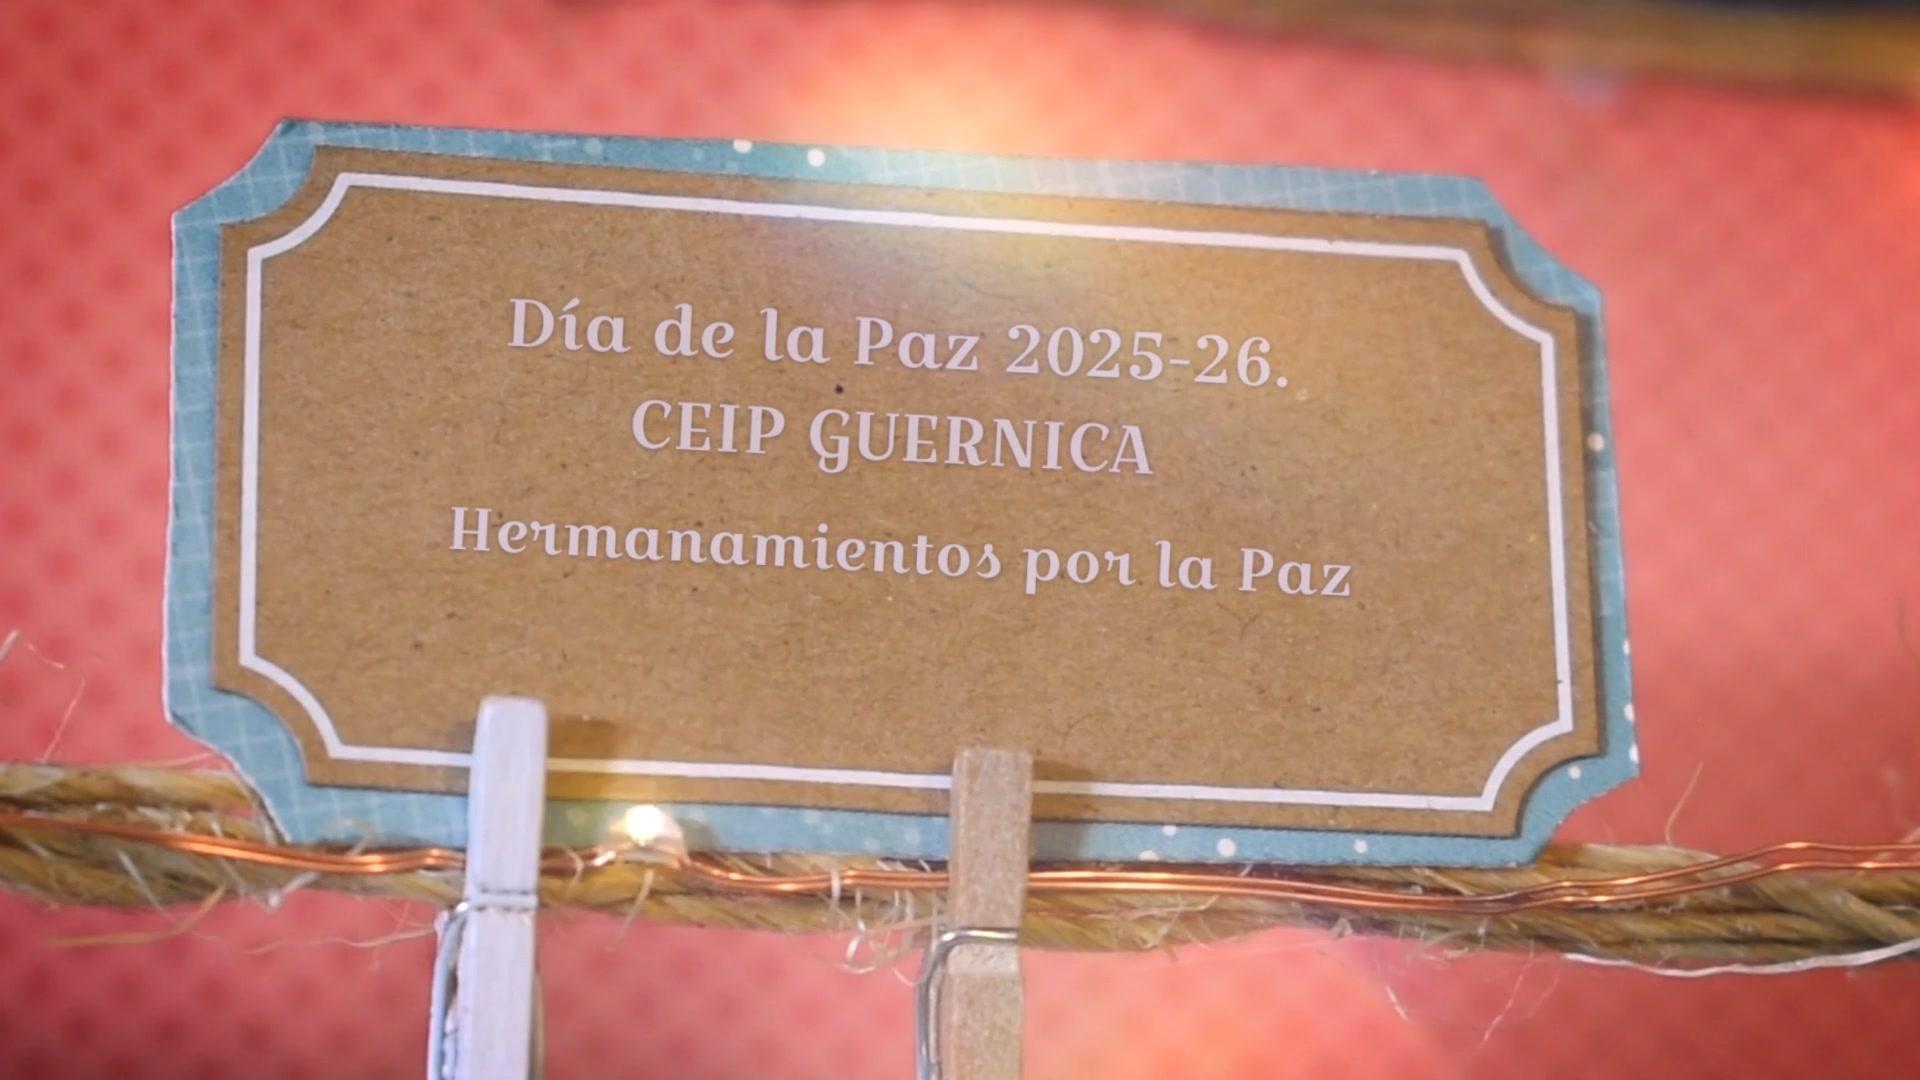 Día de la Paz 2025-26.
CEIP GUERNICA
Hermanamientos por la Paz